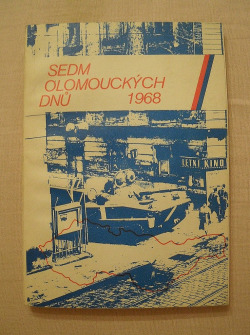 SEDM
OLOMOUCKÝCH
DNŮ 1968
LETNÍ KINO